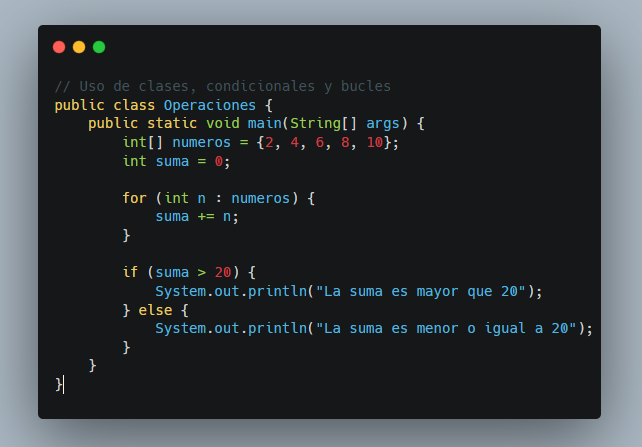 // Uso de clases, condicionales y bucles
public class Operaciones {
    public static void main(String[] args) {
        int[] numeros = {2, 4, 6, 8, 10};
        int suma = 0;

        for (int n : numeros) {
            suma += n;
        }

        if (suma > 20) {
            System.out.println("La suma es mayor que 20");
        } else {
            System.out.println("La suma es menor o igual a 20");
        }
    }
}